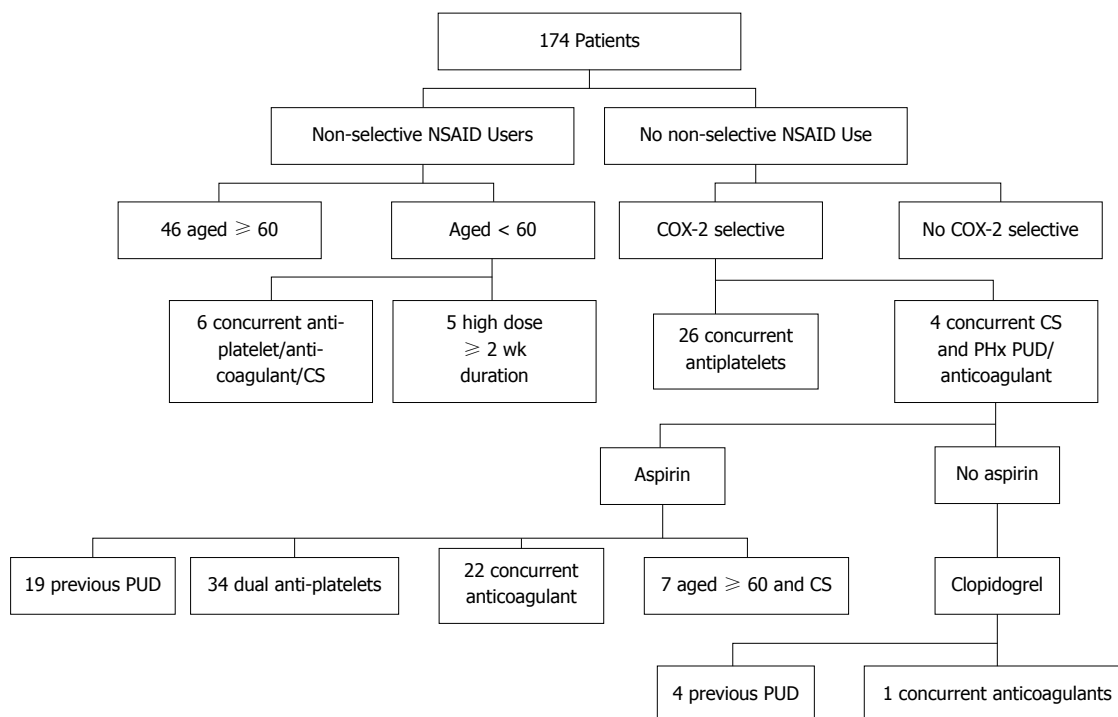 174 Patients
Non-selective NSAID Users
No non-selective NSAID Use
46 aged ⩾ 60
Aged < 60
COX-2 selective
No COX-2 selective
6 concurrent anti-
platelet/anti-
coagulant/CS
5 high dose
⩾ 2 wk
duration
26 concurrent
antiplatelets
4 concurrent CS
and PHx PUD/
anticoagulant
Aspirin
No aspirin
19 previous PUD
34 dual anti-platelets
22 concurrent
anticoagulant
7 aged ⩾ 60 and CS
Clopidogrel
4 previous PUD
1 concurrent anticoagulants